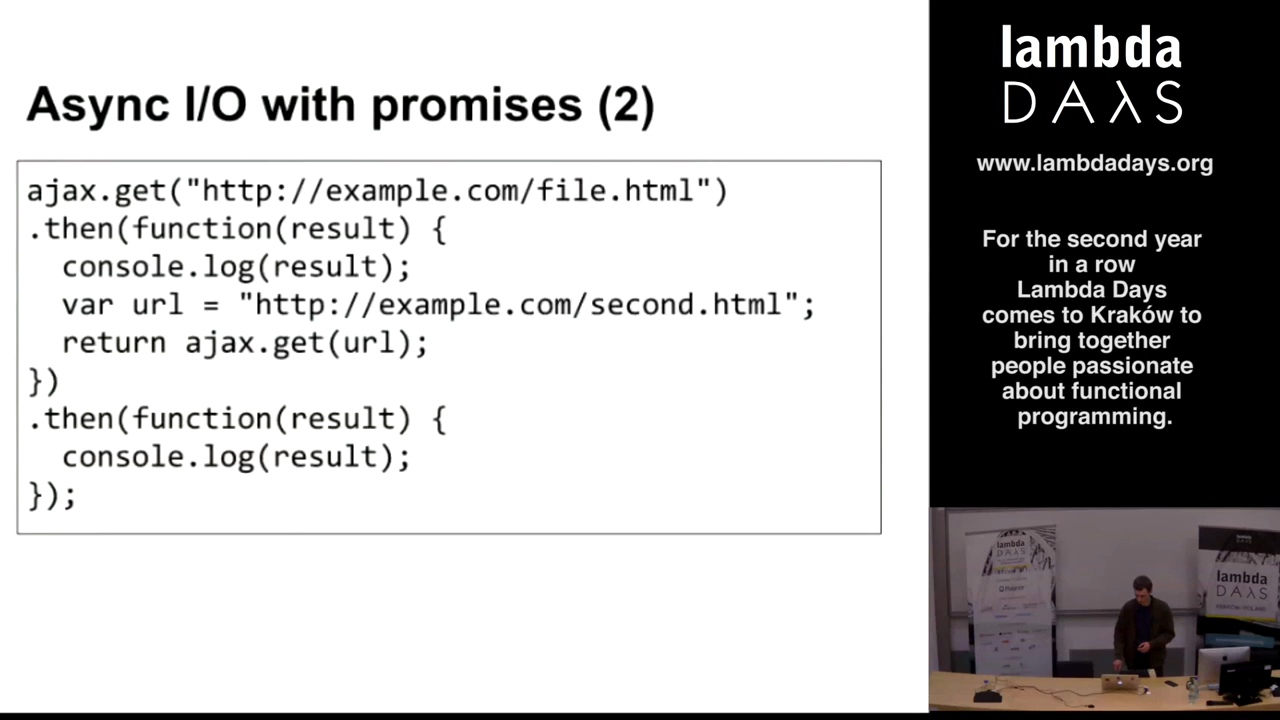 Async I/O with promises (2)
ajax.get("http://example.com/file.html")
.then(function(result) {
  console.log(result);
  var url = "http://example.com/second.html";
  return ajax.get(url);
})
.then(function(result) {
  console.log(result);
});
lambda
DAλS
www.lambdadays.org
For the second year
in a row
Lambda Days
comes to Kraków to
bring together
people passionate
about functional
programming.
lambda
DAλS
lambda
DAλS